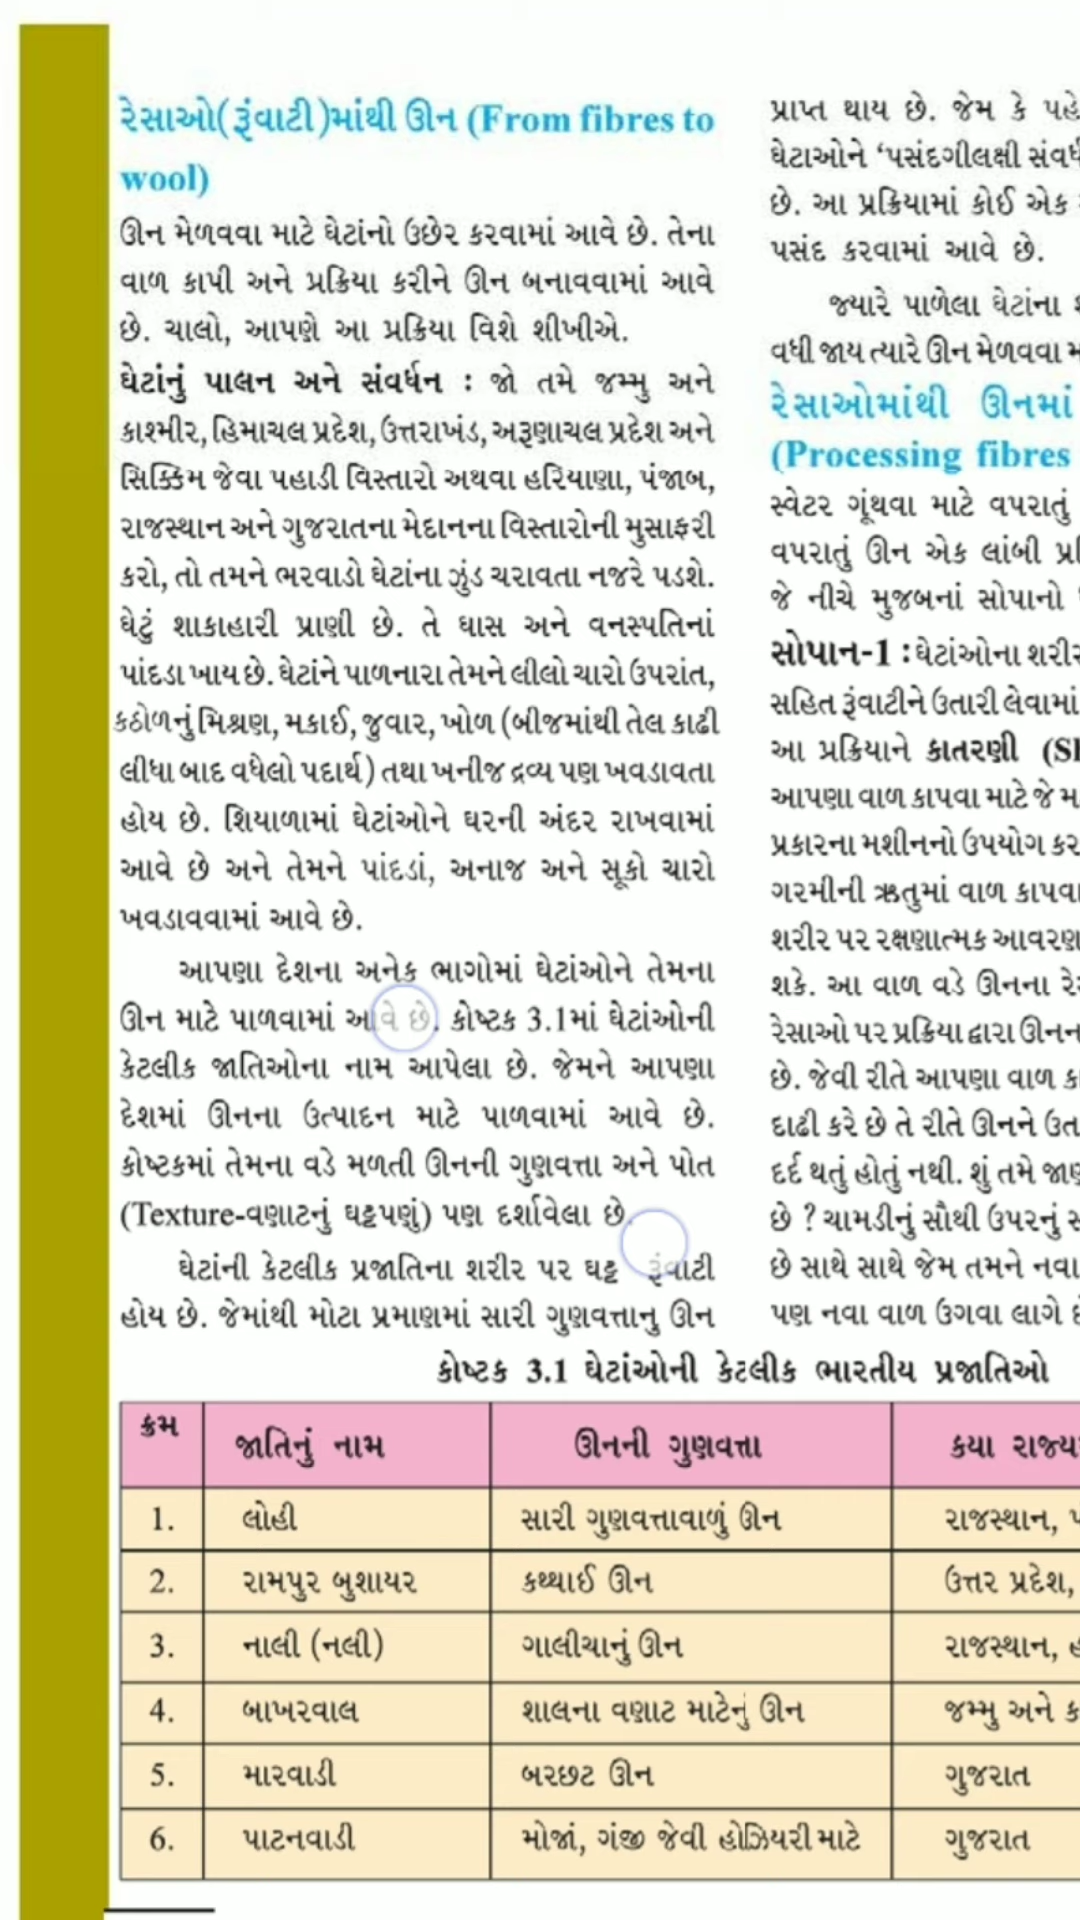 રેસાઓ(રૂંવાટી)માંથી ઊન (From fibres to
wool)
ઊન મેળવવા માટે ઘેટાંનો ઉછેર કરવામાં આવે છે. તેના
વાળ કાપી અને પ્રક્રિયા કરીને ઊન બનાવવામાં આવે
છે. ચાલો, આપણે આ પ્રક્રિયા વિશે શીખીએ.
ઘેટાંનું પાલન અને સંવર્ધન : જો તમે જમ્મુ અને
કાશ્મીર, હિમાચલ પ્રદેશ, ઉત્તરાખંડ, અરૂણાચલ પ્રદેશ અને
સિક્કિમ જેવા પહાડી વિસ્તારો અથવા હરિયાણા, પંજાબ,
રાજસ્થાન અને ગુજરાતના મેદાનના વિસ્તારોની મુસાફરી
કરો, તો તમને ભરવાડો ઘેટાંના ઝુંડ ચરાવતા નજરે પડશે.
ઘેટું શાકાહારી પ્રાણી છે. તે ઘાસ અને વનસ્પતિનાં
પાંદડા ખાય છે. ઘેટાંને પાળનારા તેમને લીલો ચારો ઉપરાંત,
કઠોળનું મિશ્રણ, મકાઈ, જુવાર, ખોળ (બીજમાંથી તેલ કાઢી
લીધા બાદ વધેલો પદાર્થ) તથા ખનીજ દ્રવ્ય પણ ખવડાવતા
હોય છે. શિયાળામાં ઘેટાંઓને ઘરની અંદર રાખવામાં
આવે છે અને તેમને પાંદડાં, અનાજ અને સૂકો ચારો
ખવડાવવામાં આવે છે.
આપણા દેશના અનેક ભાગોમાં ઘેટાંઓને તેમના
ઊન માટે પાળવામાં આવે છે. કોષ્ટક 3.1માં ઘેટાંઓની
કેટલીક જાતિઓના નામ આપેલા છે. જેમને આપણા
દેશમાં ઊનના ઉત્પાદન માટે પાળવામાં આવે છે.
કોષ્ટકમાં તેમના વડે મળતી ઊનની ગુણવત્તા અને પોત
(Texture-વણાટનું ઘટ્ટપણું) પણ દર્શાવેલા છે.
ઘેટાંની કેટલીક પ્રજાતિના શરીર પર ઘટ્ટ રૂંવાટી
હોય છે. જેમાંથી મોટા પ્રમાણમાં સારી ગુણવત્તાનુ ઊન
પ્રાપ્ત થાય છે. જેમ કે
ઘેટાઓને ‘પસંદગીલક્ષી
છે. આ પ્રક્રિયામાં કોઈ એક
પસંદ કરવામાં આવે છે.
જ્યારે પાળેલા ઘેટાંના
વધી જાય ત્યારે ઊન મેળવવા
રેસાઓમાંથી ઊનમાં
(Processing fibres
સ્વેટર ગૂંથવા માટે વપરાતું
વપરાતું ઊન એક લાંબી
જે નીચે મુજબનાં સોપાનો
સોપાન-1 : ઘેટાંઓના
સહિત રૂંવાટીને ઉતારી લેવામાં
આ પ્રક્રિયાને કાતરણી
આપણા વાળ કાપવા માટે જે
પ્રકારના મશીનનો ઉપયોગ
ગરમીની ઋતુમાં વાળ
શરીર પર રક્ષણાત્મક
શકે. આ વાળ વડે ઊનના
રેસાઓ પર પ્રક્રિયા દ્વારા
છે. જેવી રીતે આપણા વાળ
દાઢી કરે છે તે રીતે ઊનને
દર્દ થતું હોતું નથી. શું તમે
છે ? ચામડીનું સૌથી ઉપરનું
છે સાથે સાથે જેમ તમને નવા
પણ નવા વાળ ઉગવા લાગે
કોષ્ટક 3.1 ઘેટાંઓની કેટલીક ભારતીય પ્રજાતિઓ
ક્રમ જાતિનું નામ ઊનની ગુણવત્તા કયા
1. લોહી સારી ગુણવત્તાવાળું ઊન રાજસ્થાન,
2. રામપુર બુશાયર કથ્થાઈ ઊન ઉત્તર પ્રદેશ,
3. નાલી (નલી) ગાલીચાનું ઊન રાજસ્થાન,
4. બાખરવાલ શાલના વણાટ માટેનું ઊન જમ્મુ અને
5. મારવાડી બરછટ ઊન ગુજરાત
6. પાટનવાડી મોજાં, ગંજી જેવી હોઝિયરી માટે ગુજરાત